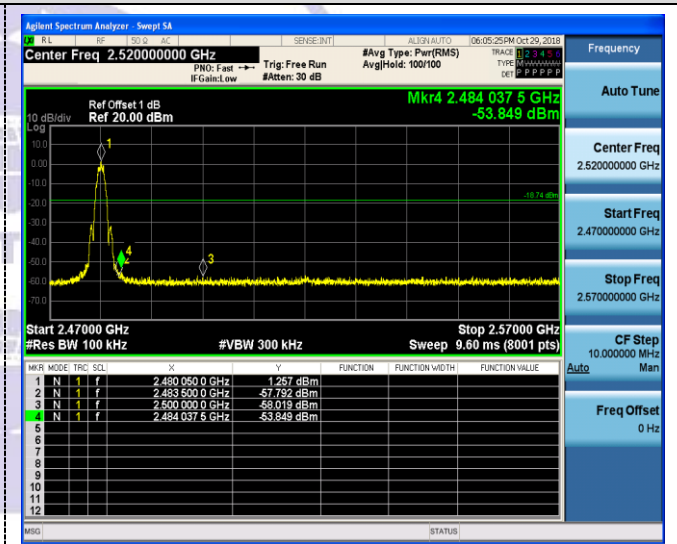 Agilent Spectrum Analyzer - Swept SA
RL RF 50 Ω AC SENSE:INT ALIGN AUTO 06:05:25PM Oct 29, 2018
Center Freq 2.520000000 GHz #Avg Type: Pwr(RMS) TRACE 1 2 3 4 5 6
PNO: Fast Trig: Free Run Avg|Hold: 100/100 TYPE M
IFGain:Low #Atten: 30 dB DET P P P P P P
Frequency
Auto Tune
Center Freq
2.520000000 GHz
Start Freq
2.470000000 GHz
Stop Freq
2.570000000 GHz
CF Step
10.000000 MHz
Auto Man
Freq Offset
0 Hz
Mkr4 2.484 037 5 GHz
-53.849 dBm
Ref Offset 1 dB
10 dB/div Ref 20.00 dBm
Log
10.0
0.00
-10.0
-20.0
-30.0
-40.0
-50.0
-60.0
-70.0
1
-18.74 dBm
4
2
3
Start 2.47000 GHz Stop 2.57000 GHz
#Res BW 100 kHz #VBW 300 kHz Sweep 9.60 ms (8001 pts)
MKR MODE TRC SCL X Y FUNCTION FUNCTION WIDTH FUNCTION VALUE
1 N 1 f 2.480 050 0 GHz 1.257 dBm
2 N 1 f 2.483 500 0 GHz -57.792 dBm
3 N 1 f 2.500 000 0 GHz -58.019 dBm
4 N 1 f 2.484 037 5 GHz -53.849 dBm
5
6
7
8
9
10
11
12
MSG STATUS